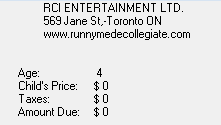 RCI ENTERTAINMENT LTD.
569 Jane St,-Toronto ON
www.runnymedecollegiate.com
Age: 4
Child's Price: $ 0
Taxes: $ 0
Amount Due: $ 0